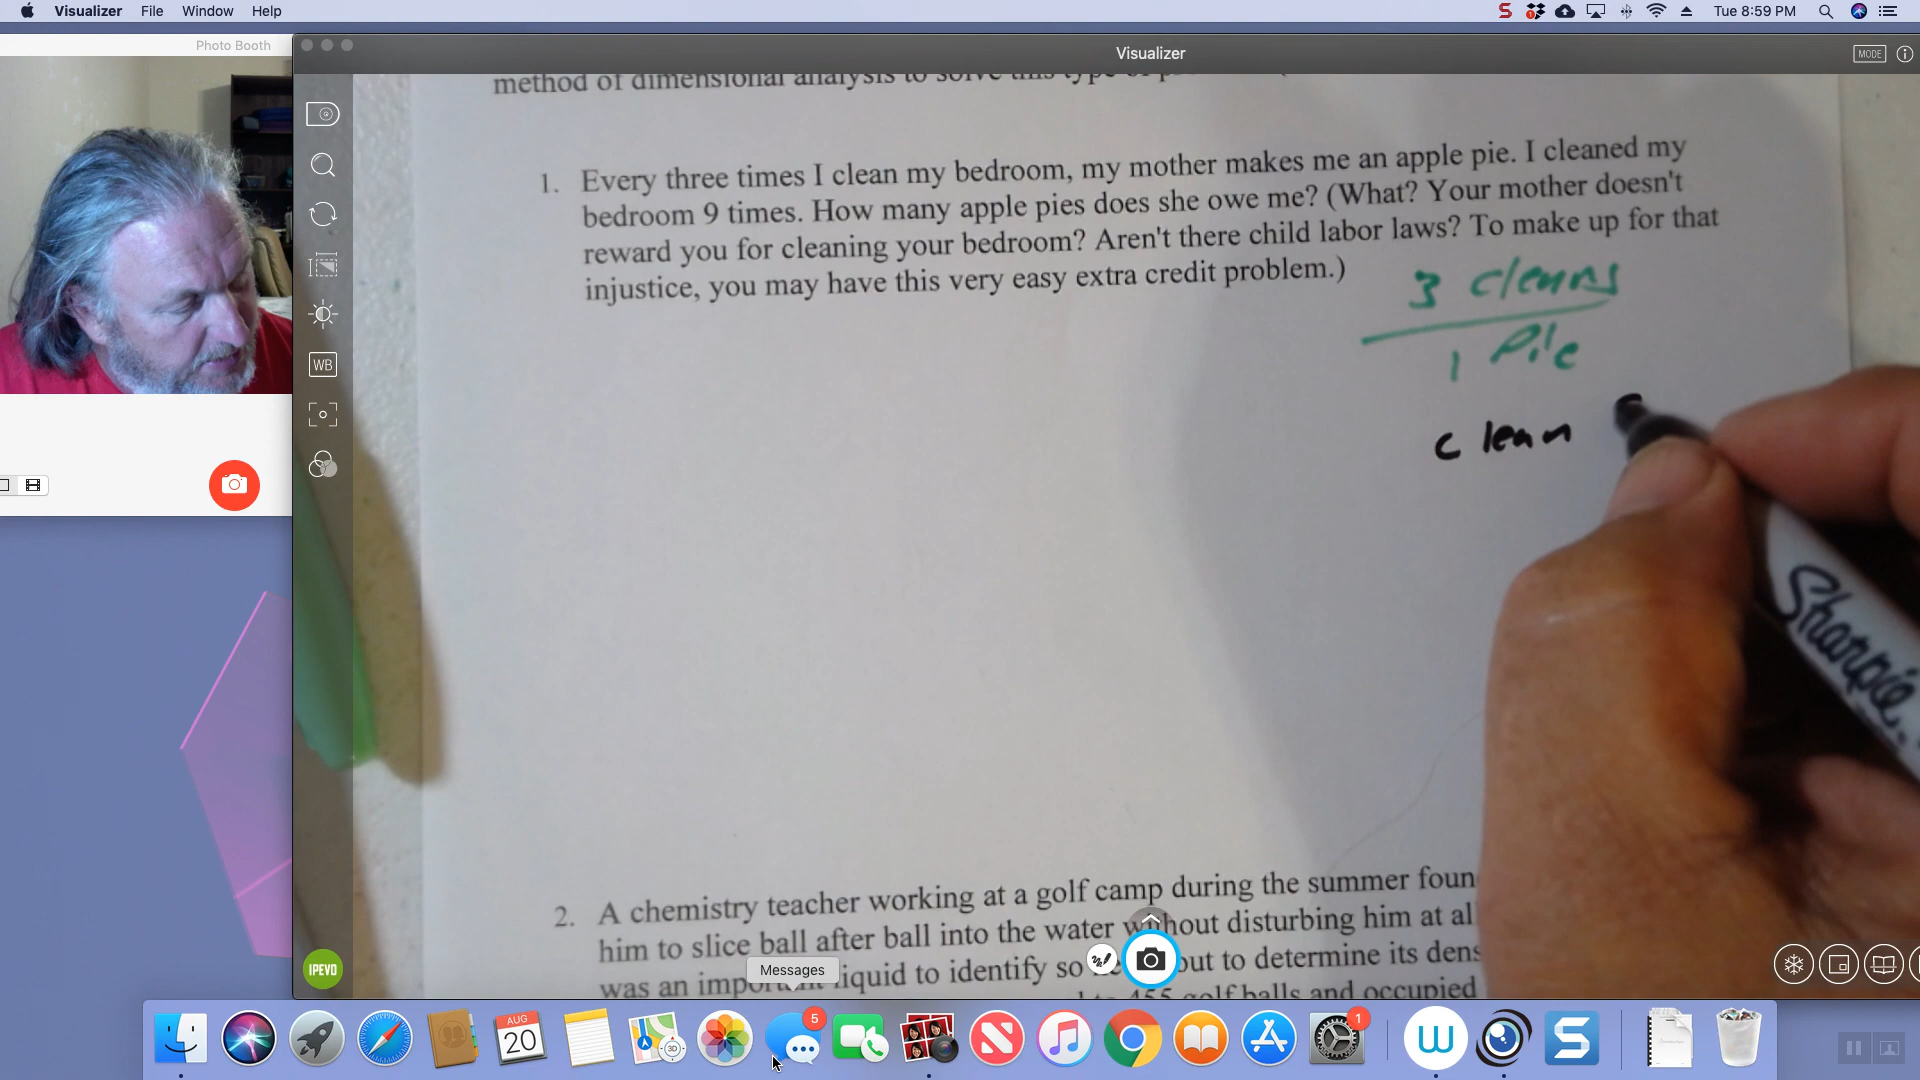 Visualizer File Window Help
Tue 8:59 PM
Photo Booth
Visualizer
MODE
method of dimensional analysis to solve this type of
1. Every three times I clean my bedroom, my mother makes me an apple pie. I cleaned my
bedroom 9 times. How many apple pies does she owe me? (What? Your mother doesn't
reward you for cleaning your bedroom? Aren't there child labor laws? To make up for that
injustice, you may have this very easy extra credit problem.)
3 cleans
1 Pie
clean
WB
Sharpie.
2. A chemistry teacher working at a golf camp during the summer foun
him to slice ball after ball into the water without disturbing him at al
was an important liquid to identify so out to determine its dens
455 golf balls and occupied
IPEVO
Messages
AUG
20
3D
5
1